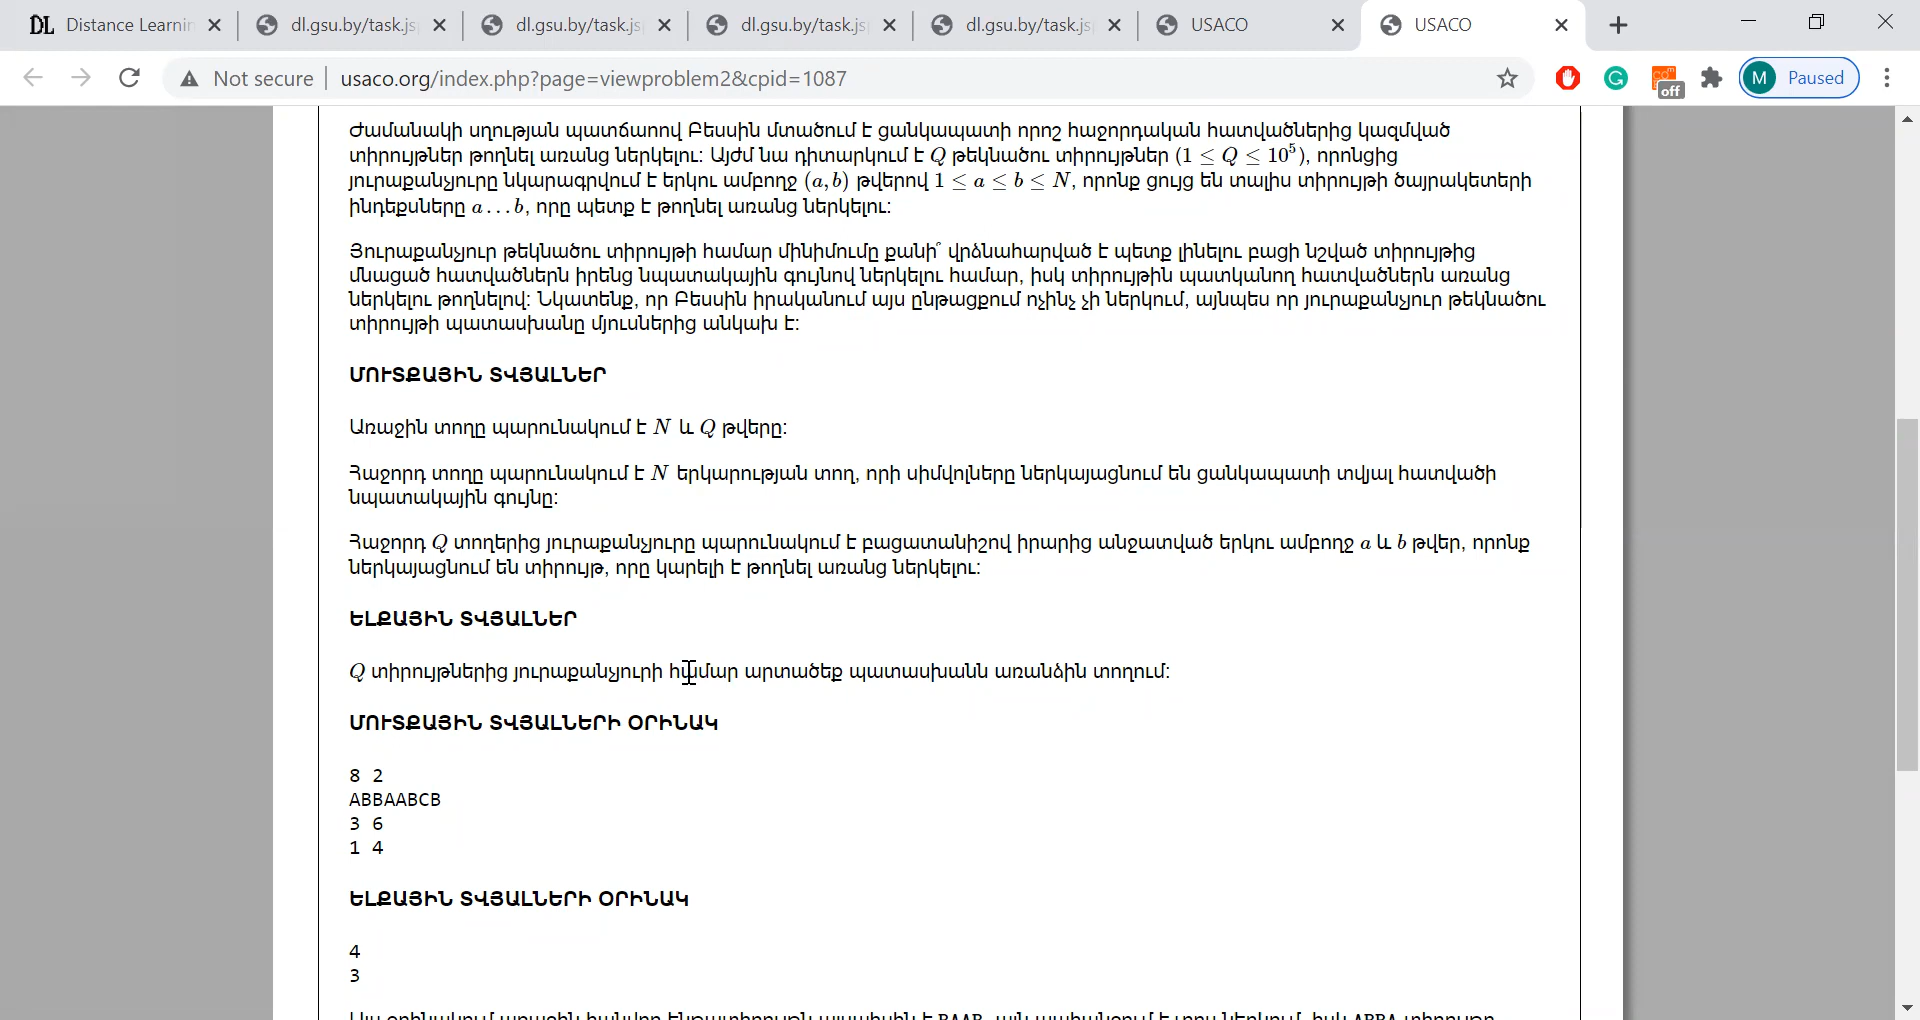 DL Distance Learnin
dl.gsu.by/task.js
dl.gsu.by/task.js
dl.gsu.by/task.js
dl.gsu.by/task.js
USACO
USACO
Not secure
usaco.org/index.php?page=viewproblem2&cpid=1087
off
M Paused
Ժամանակի սղության պատճառով Բեսսին մտածում է ցանկապատի որոշ հաջորդական հատվածներից կազմված
տիրույթներ թողնել առանց ներկելու: Այժմ նա դիտարկում է Q թեկնածու տիրույթներ (1 ≤ Q ≤ 10⁵), որոնցից
յուրաքանչյուրը նկարագրվում է երկու ամբողջ (a, b) թվերով 1 ≤ a ≤ b ≤ N, որոնք ցույց են տալիս տիրույթի ծայրակետերի
ինդեքսները a…b, որը պետք է թողնել առանց ներկելու:
Յուրաքանչյուր թեկնածու տիրույթի համար մինիմումը քանի՞ վրձնահարված է պետք լինելու բացի նշված տիրույթից
մնացած հատվածներն իրենց նպատակային գույնով ներկելու համար, իսկ տիրույթին պատկանող հատվածներն առանց
ներկելու թողնելով: Նկատենք, որ Բեսսին իրականում այս ընթացքում ոչինչ չի ներկում, այնպես որ յուրաքանչյուր թեկնածու
տիրույթի պատասխանը մյուսներից անկախ է:
ՄՈՒՏՔԱՅԻՆ ՏՎՅԱԼՆԵՐ
Առաջին տողը պարունակում է N և Q թվերը:
Հաջորդ տողը պարունակում է N երկարության տող, որի սիմվոլները ներկայացնում են ցանկապատի տվյալ հատվածի
նպատակային գույնը:
Հաջորդ Q տողերից յուրաքանչյուրը պարունակում է բացատանիշով իրարից անջատված երկու ամբողջ a և b թվեր, որոնք
ներկայացնում են տիրույթ, որը կարելի է թողնել առանց ներկելու:
ԵԼՔԱՅԻՆ ՏՎՅԱԼՆԵՐ
Q տիրույթներից յուրաքանչյուրի համար արտածեք պատասխանն առանձին տողում:
ՄՈՒՏՔԱՅԻՆ ՏՎՅԱԼՆԵՐԻ ՕՐԻՆԱԿ
8 2
ABBAABCB
3 6
1 4
ԵԼՔԱՅԻՆ ՏՎՅԱԼՆԵՐԻ ՕՐԻՆԱԿ
4
3